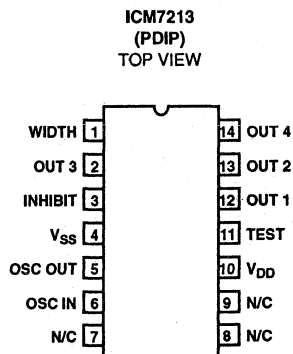 ICM7213
(PDIP)
TOP VIEW
WIDTH 1 14 OUT 4
OUT 3 2 13 OUT 2
INHIBIT 3 12 OUT 1
VSS 4 11 TEST
OSC OUT 5 10 VDD
OSC IN 6 9 N/C
N/C 7 8 N/C